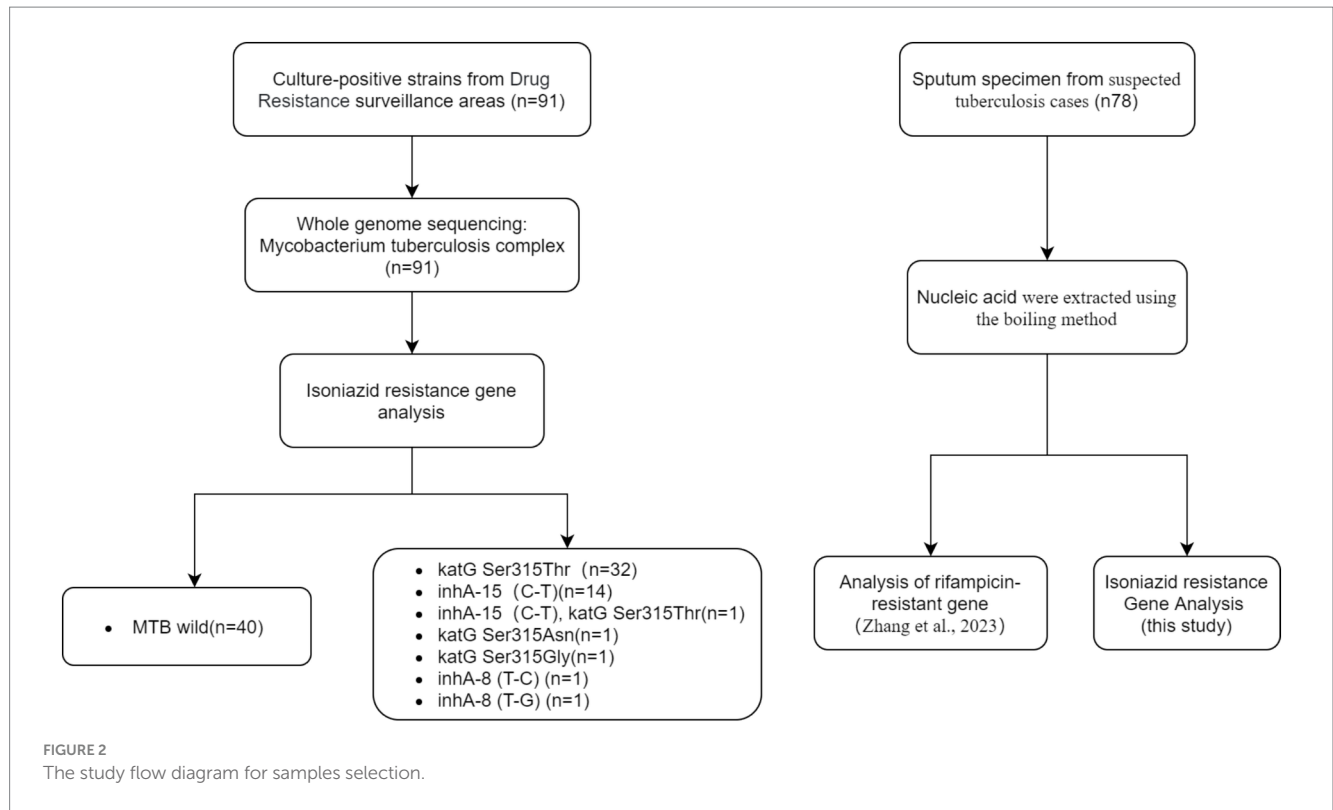 Culture-positive strains from Drug
Resistance surveillance areas (n=91)
Whole genome sequencing:
Mycobacterium tuberculosis complex
(n=91)
Isoniazid resistance gene
analysis
• MTB wild(n=40)
• katG Ser315Thr （n=32)
• inhA-15（C-T)(n=14)
• inhA-15 (C-T), katG Ser315Thr(n=1)
• katG Ser315Asn(n=1)
• katG Ser315Gly(n=1)
• inhA-8 (T-C) (n=1)
• inhA-8 (T-G) (n=1)
Sputum specimen from suspected
tuberculosis cases (n78)
Nucleic acid were extracted using
the boiling method
Analysis of rifampicin-
resistant gene
(Zhang et al., 2023)
Isoniazid resistance
Gene Analysis
(this study)
FIGURE 2
The study flow diagram for samples selection.